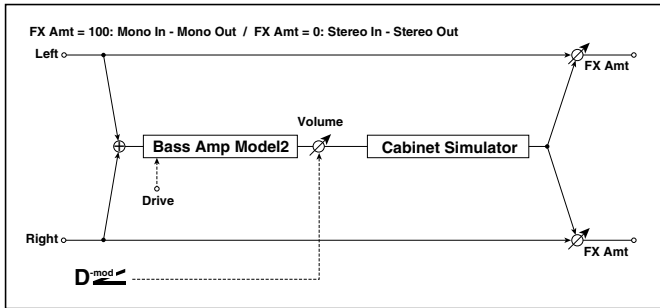 FX Amt = 100: Mono In - Mono Out / FX Amt = 0: Stereo In - Stereo Out
Left
FX Amt
Volume
Bass Amp Model2
Cabinet Simulator
Drive
Right
FX Amt
D-mod